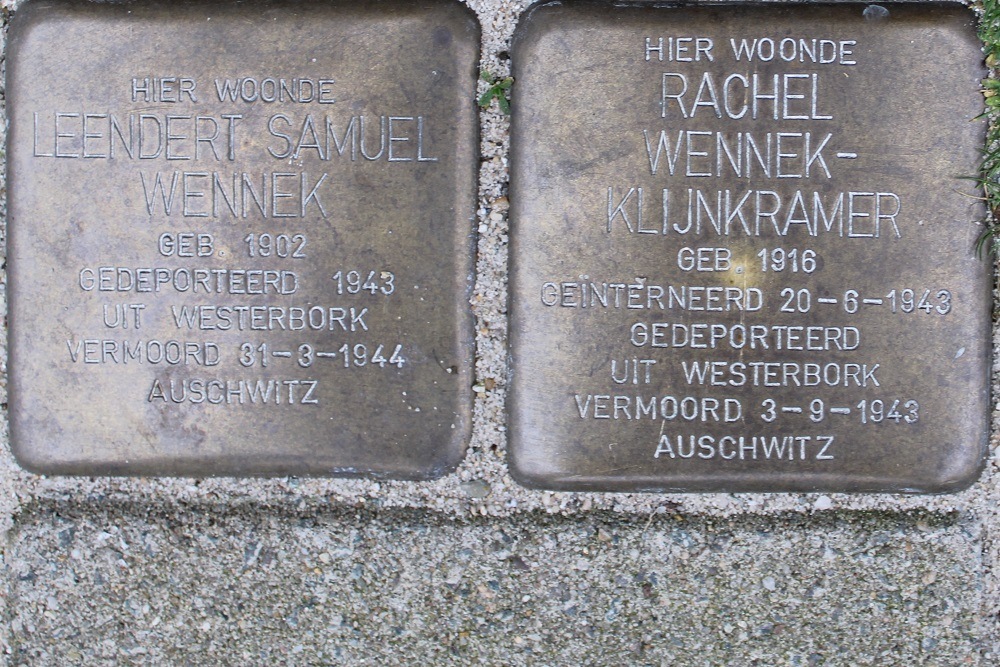 HIER WOONDE
LEENDERT SAMUEL
WENNEK
GEB. 1902
GEDEPORTEERD 1943
UIT WESTERBORK
VERMOORD 31-3-1944
AUSCHWITZ
HIER WOONDE
RACHEL
WENNEK-
KLIJNKRAMER
GEB. 1916
GEÏNTERNEERD 20-6-1943
GEDEPORTEERD
UIT WESTERBORK
VERMOORD 3-9-1943
AUSCHWITZ